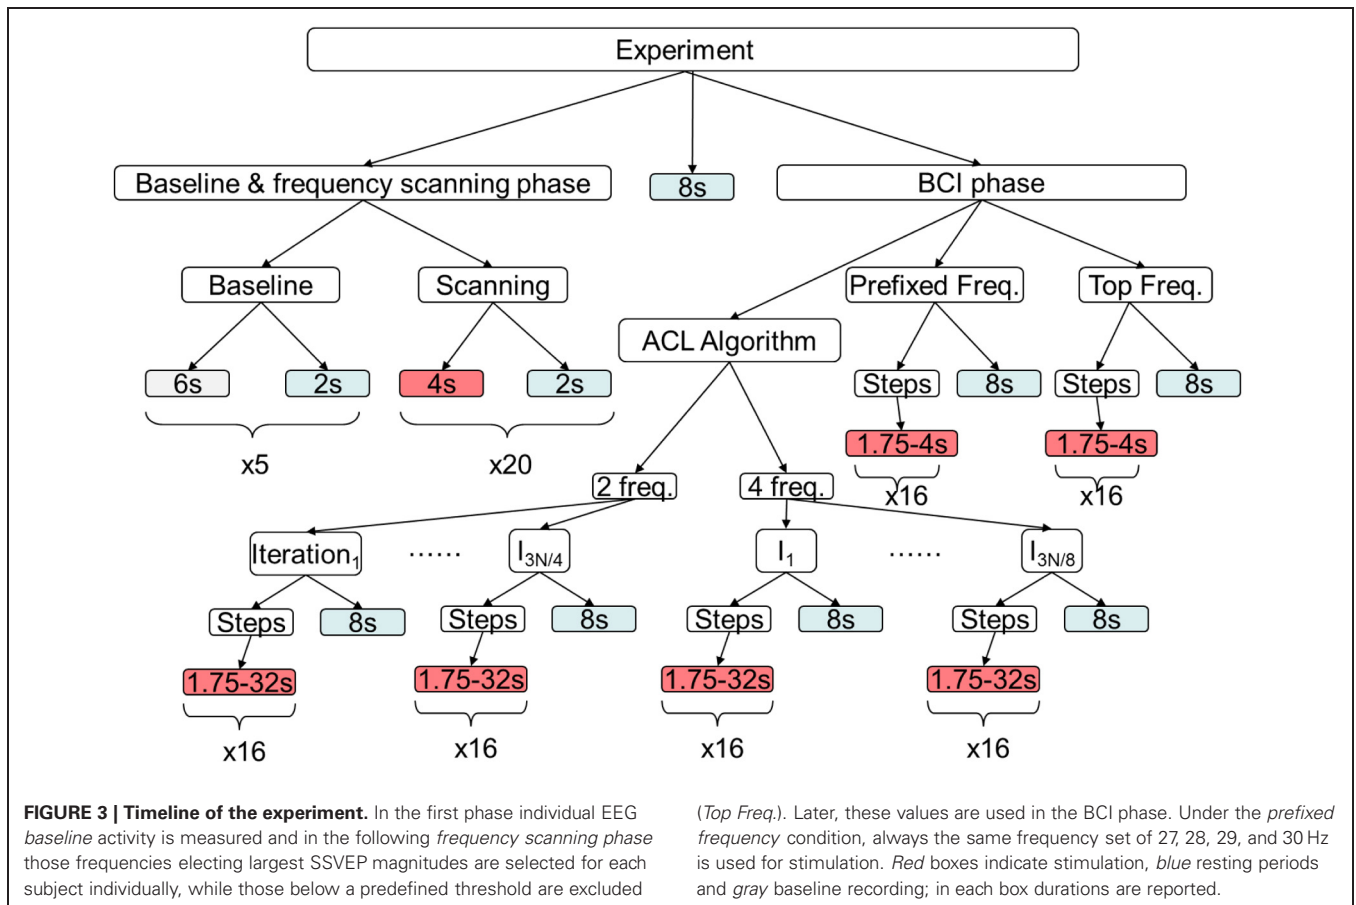 Experiment
Baseline & frequency scanning phase
8s
BCI phase
Baseline
Scanning
Prefixed Freq.
Top Freq.
ACL Algorithm
6s
2s
4s
2s
Steps
8s
Steps
8s
1.75-4s
1.75-4s
x5
x20
x16
x16
2 freq.
4 freq.
Iteration₁
......
I3N/4
I₁
......
I3N/8
Steps
8s
Steps
8s
Steps
8s
Steps
8s
1.75-32s
1.75-32s
1.75-32s
1.75-32s
x16
x16
x16
x16
FIGURE 3 | Timeline of the experiment. In the first phase individual EEG
baseline activity is measured and in the following frequency scanning phase
those frequencies electing largest SSVEP magnitudes are selected for each
subject individually, while those below a predefined threshold are excluded
(Top Freq.). Later, these values are used in the BCI phase. Under the prefixed
frequency condition, always the same frequency set of 27, 28, 29, and 30 Hz
is used for stimulation. Red boxes indicate stimulation, blue resting periods
and gray baseline recording; in each box durations are reported.